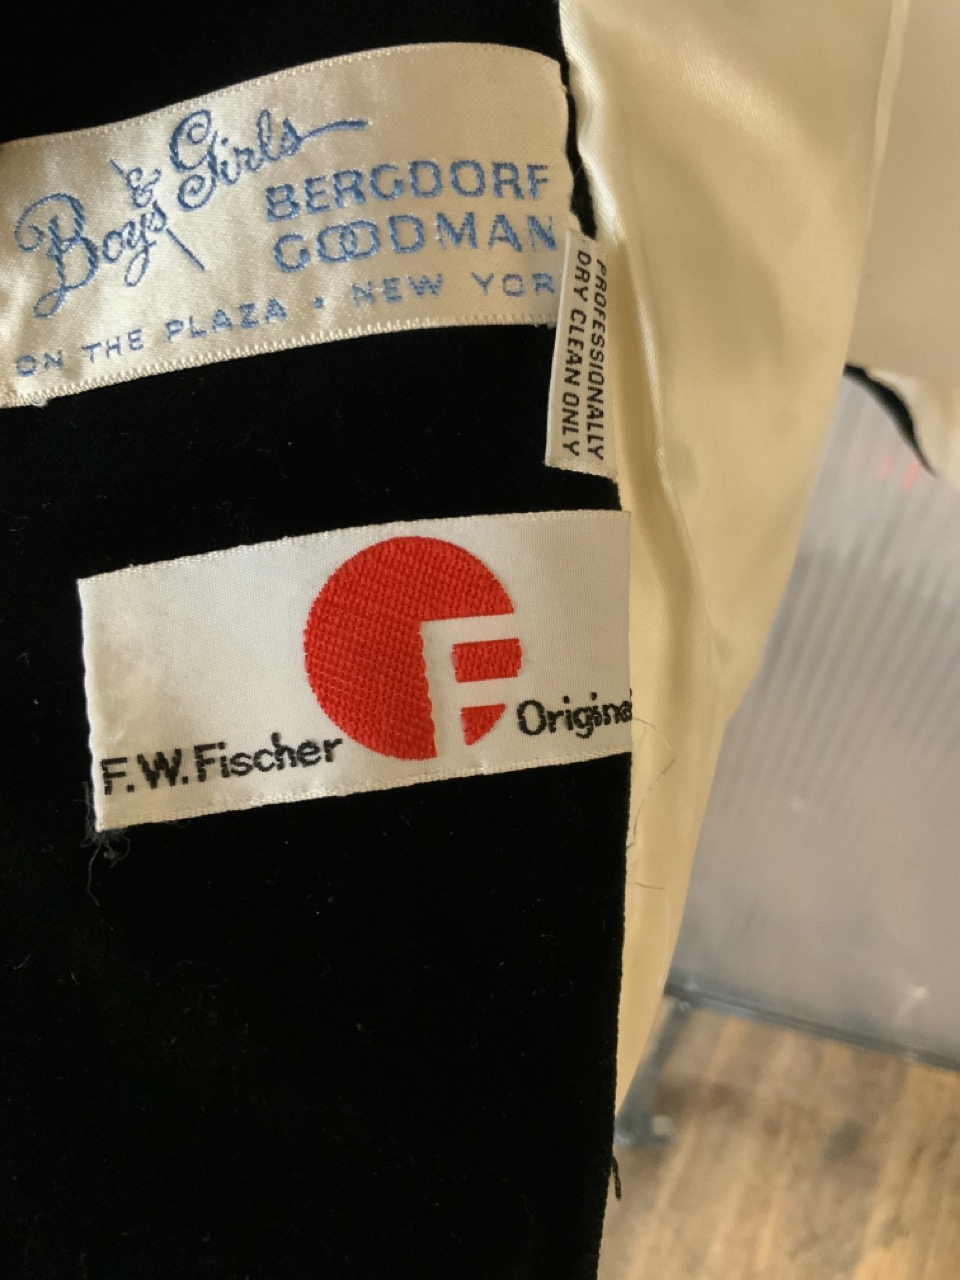 Boys & Girls
BERGDORF
GOODMAN
ON THE PLAZA • NEW YOR
PROFESSIONALLY
DRY CLEAN ONLY
F
F.W.Fischer Origina